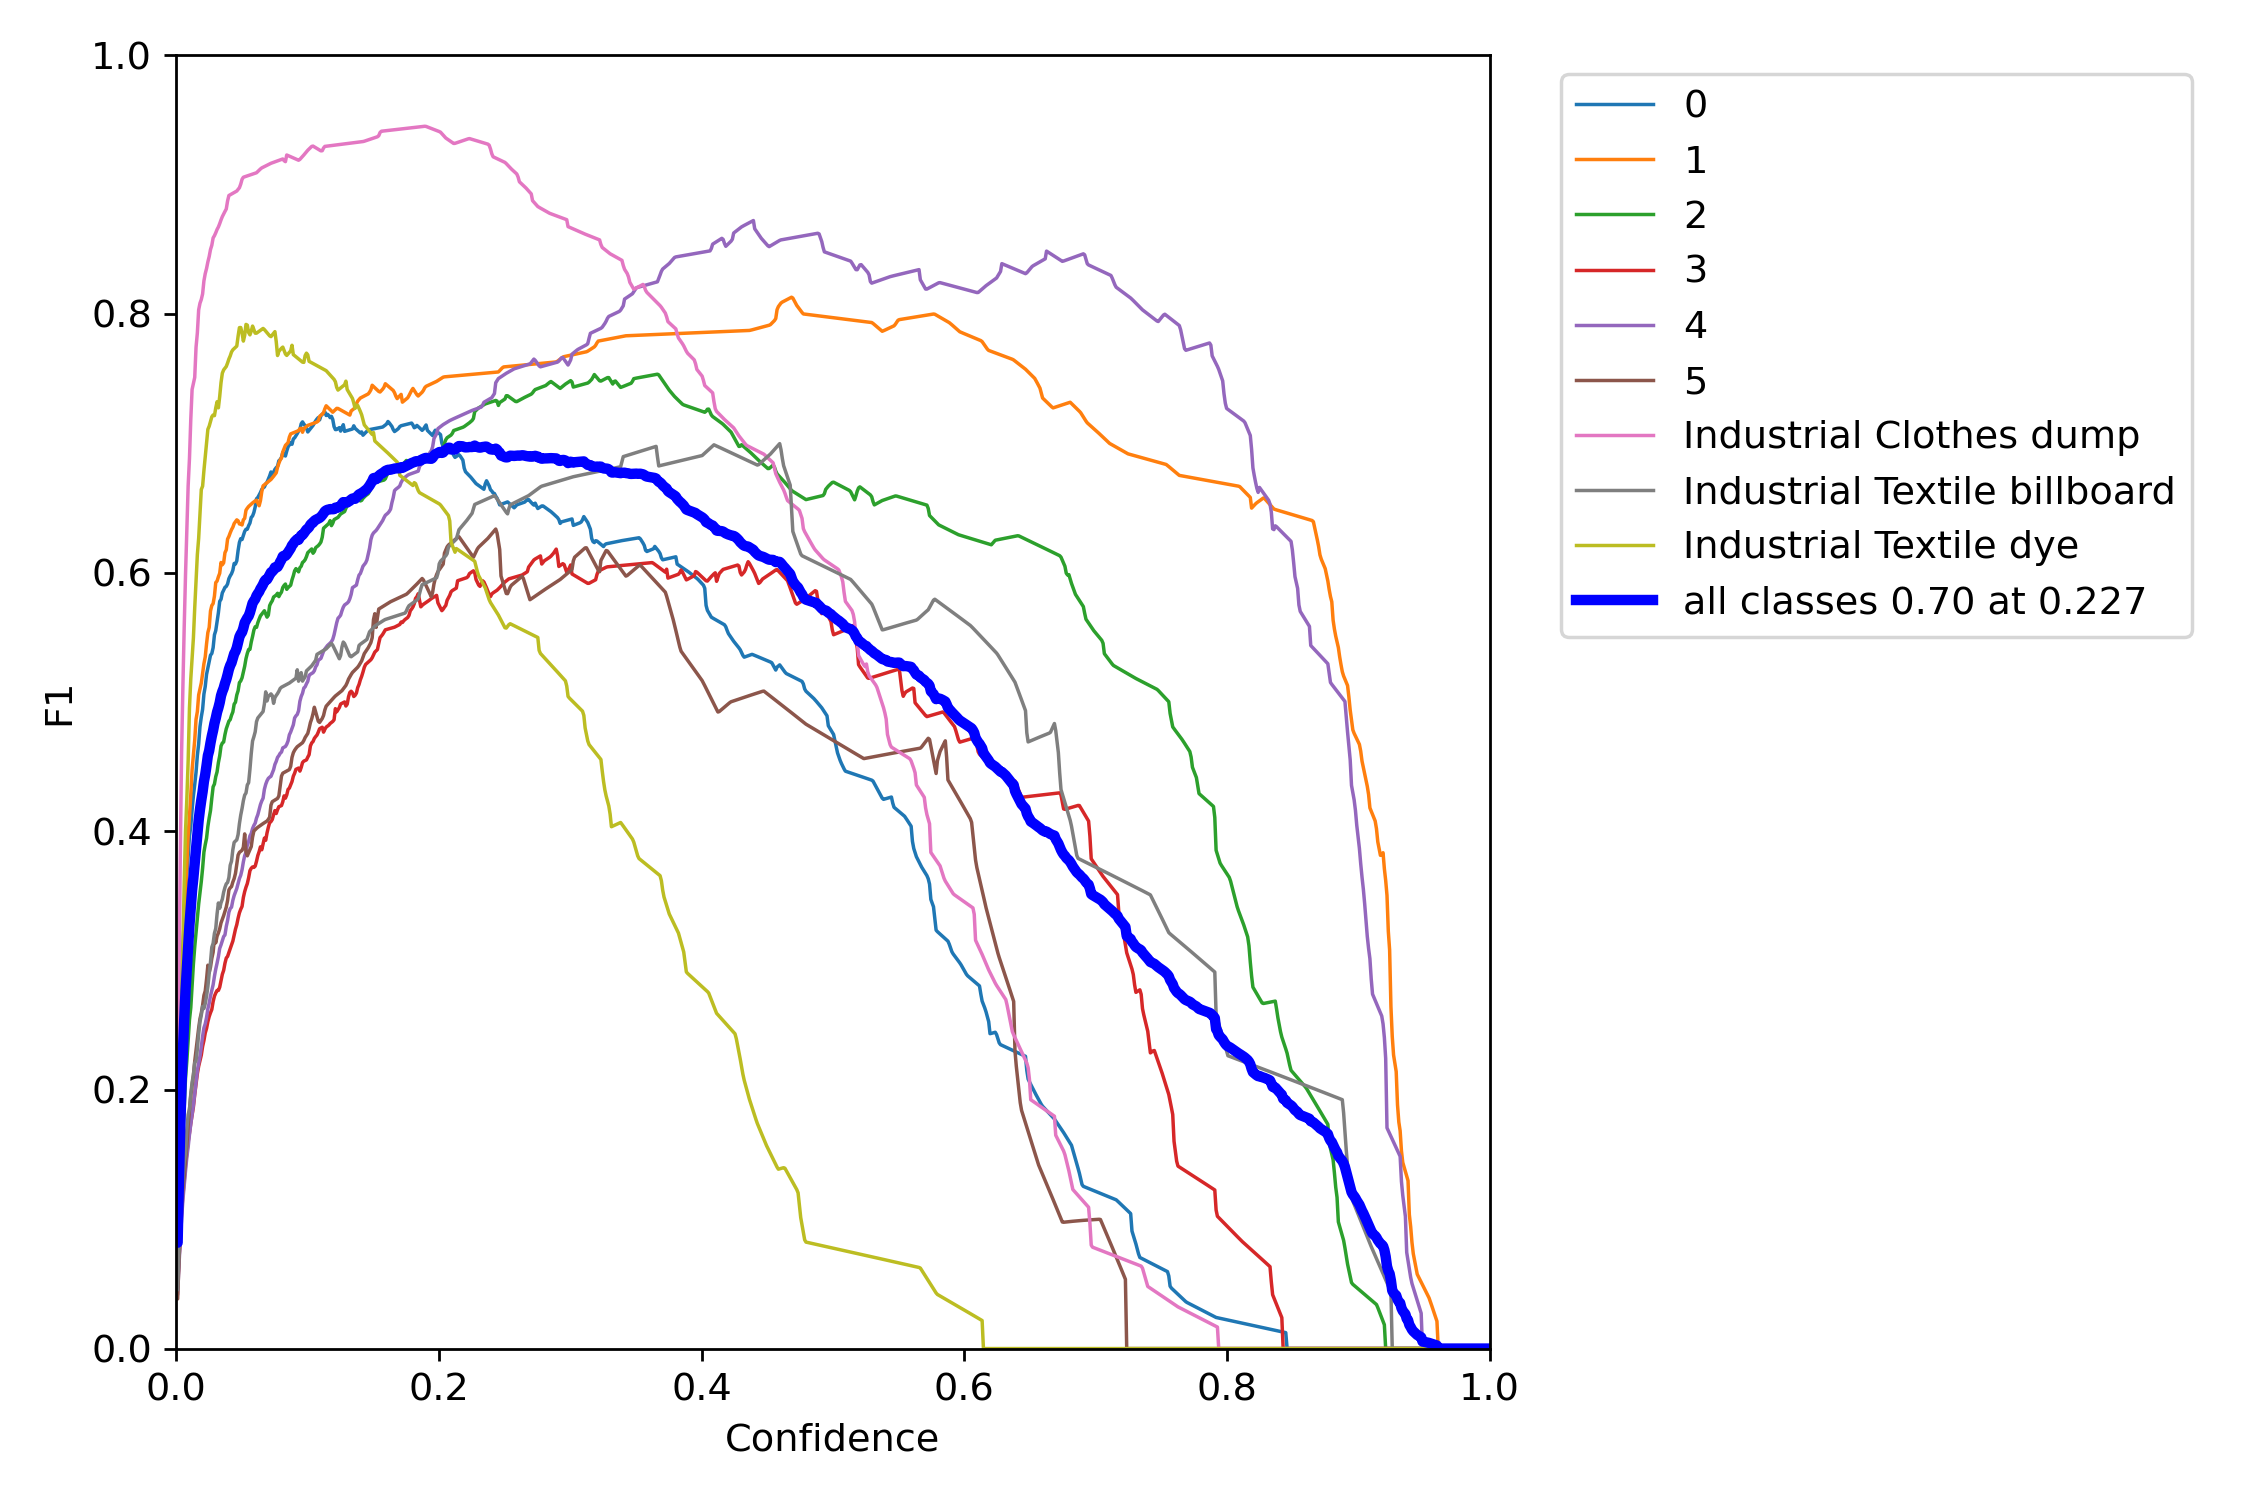 1.0
0.8
0.6
0.4
0.2
0.0
F1
0.0 0.2 0.4 0.6 0.8 1.0
Confidence
0
1
2
3
4
5
Industrial Clothes dump
Industrial Textile billboard
Industrial Textile dye
all classes 0.70 at 0.227